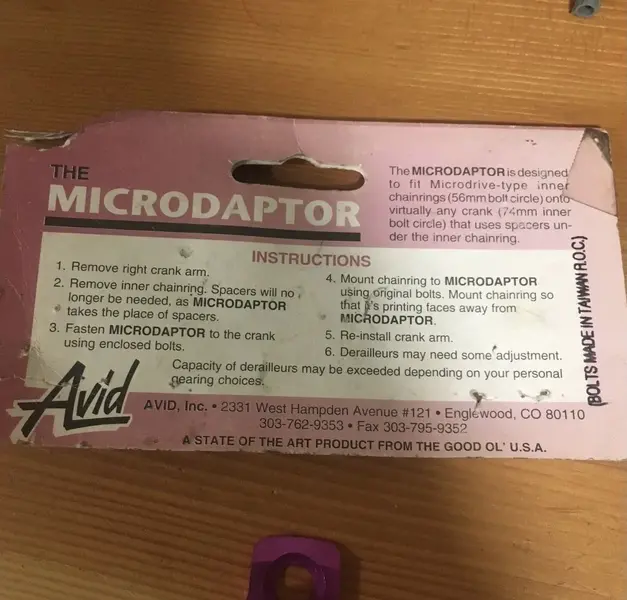 THE
MICRODAPTOR
The MICRODAPTOR is designed
to fit Microdrive-type inner
chainrings (56mm bolt circle) onto
virtually any crank (74mm inner
bolt circle) that uses spacers un-
der the inner chainring.
INSTRUCTIONS
1. Remove right crank arm.
2. Remove inner chainring. Spacers will no
longer be needed, as MICRODAPTOR
takes the place of spacers.
3. Fasten MICRODAPTOR to the crank
using enclosed bolts.
4. Mount chainring to MICRODAPTOR
using original bolts. Mount chainring so
that it's printing faces away from
MICRODAPTOR.
5. Re-install crank arm.
6. Derailleurs may need some adjustment.
Capacity of derailleurs may be exceeded depending on your personal
gearing choices.
(BOLTS MADE IN TAIWAN R.O.C.)
Avid
AVID, Inc. • 2331 West Hampden Avenue #121 • Englewood, CO 80110
303-762-9353 • Fax 303-795-9352
A STATE OF THE ART PRODUCT FROM THE GOOD OL' U.S.A.